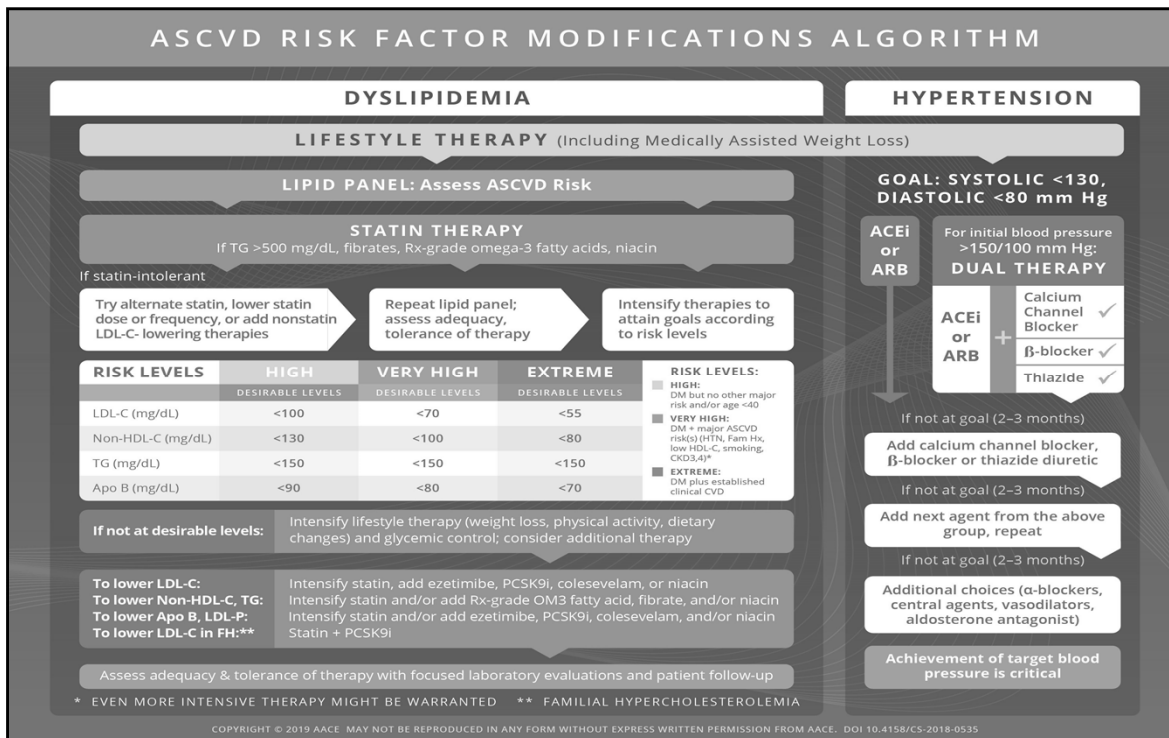 ASCVD RISK FACTOR MODIFICATIONS ALGORITHM
DYSLIPIDEMIA
HYPERTENSION
LIFESTYLE THERAPY (Including Medically Assisted Weight Loss)
LIPID PANEL: Assess ASCVD Risk
STATIN THERAPY
If TG >500 mg/dL, fibrates, Rx-grade omega-3 fatty acids, niacin
If statin-intolerant
Try alternate statin, lower statin
dose or frequency, or add nonstatin
LDL-C- lowering therapies
Repeat lipid panel;
assess adequacy,
tolerance of therapy
Intensify therapies to
attain goals according
to risk levels
RISK LEVELS HIGH VERY HIGH EXTREME
DESIRABLE LEVELS DESIRABLE LEVELS DESIRABLE LEVELS
LDL-C (mg/dL) <100 <70 <55
Non-HDL-C (mg/dL) <130 <100 <80
TG (mg/dL) <150 <150 <150
Apo B (mg/dL) <90 <80 <70
RISK LEVELS:
HIGH:
DM but no other major
risk and/or age <40
VERY HIGH:
DM + major ASCVD
risk(s) (HTN, Fam Hx,
low HDL-C, smoking,
CKD3,4)*
EXTREME:
DM plus established
clinical CVD
If not at desirable levels:
Intensify lifestyle therapy (weight loss, physical activity, dietary
changes) and glycemic control; consider additional therapy
To lower LDL-C: Intensify statin, add ezetimibe, PCSK9i, colesevelam, or niacin
To lower Non-HDL-C, TG: Intensify statin and/or add Rx-grade OM3 fatty acid, fibrate, and/or niacin
To lower Apo B, LDL-P: Intensify statin and/or add ezetimibe, PCSK9i, colesevelam, and/or niacin
To lower LDL-C in FH:** Statin + PCSK9i
Assess adequacy & tolerance of therapy with focused laboratory evaluations and patient follow-up
* EVEN MORE INTENSIVE THERAPY MIGHT BE WARRANTED ** FAMILIAL HYPERCHOLESTEROLEMIA
GOAL: SYSTOLIC <130,
DIASTOLIC <80 mm Hg
ACEi
or
ARB
For initial blood pressure
>150/100 mm Hg:
DUAL THERAPY
ACEi
or
ARB
+
Calcium
Channel
Blocker ✓
ß-blocker ✓
Thiazide ✓
If not at goal (2–3 months)
Add calcium channel blocker,
ß-blocker or thiazide diuretic
If not at goal (2–3 months)
Add next agent from the above
group, repeat
If not at goal (2–3 months)
Additional choices (α-blockers,
central agents, vasodilators,
aldosterone antagonist)
Achievement of target blood
pressure is critical
COPYRIGHT © 2019 AACE MAY NOT BE REPRODUCED IN ANY FORM WITHOUT EXPRESS WRITTEN PERMISSION FROM AACE. DOI 10.4158/CS-2018-0535